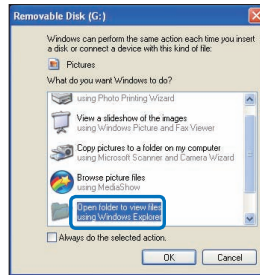 Removable Disk (G:)
Windows can perform the same action each time you insert
a disk or connect a device with this kind of file:
Pictures
What do you want Windows to do?
using Photo Printing Wizard
View a slideshow of the images
using Windows Picture and Fax Viewer
Copy pictures to a folder on my computer
using Microsoft Scanner and Camera Wizard
Browse picture files
using MediaShow
Open folder to view files
using Windows Explorer
Always do the selected action.
OK Cancel